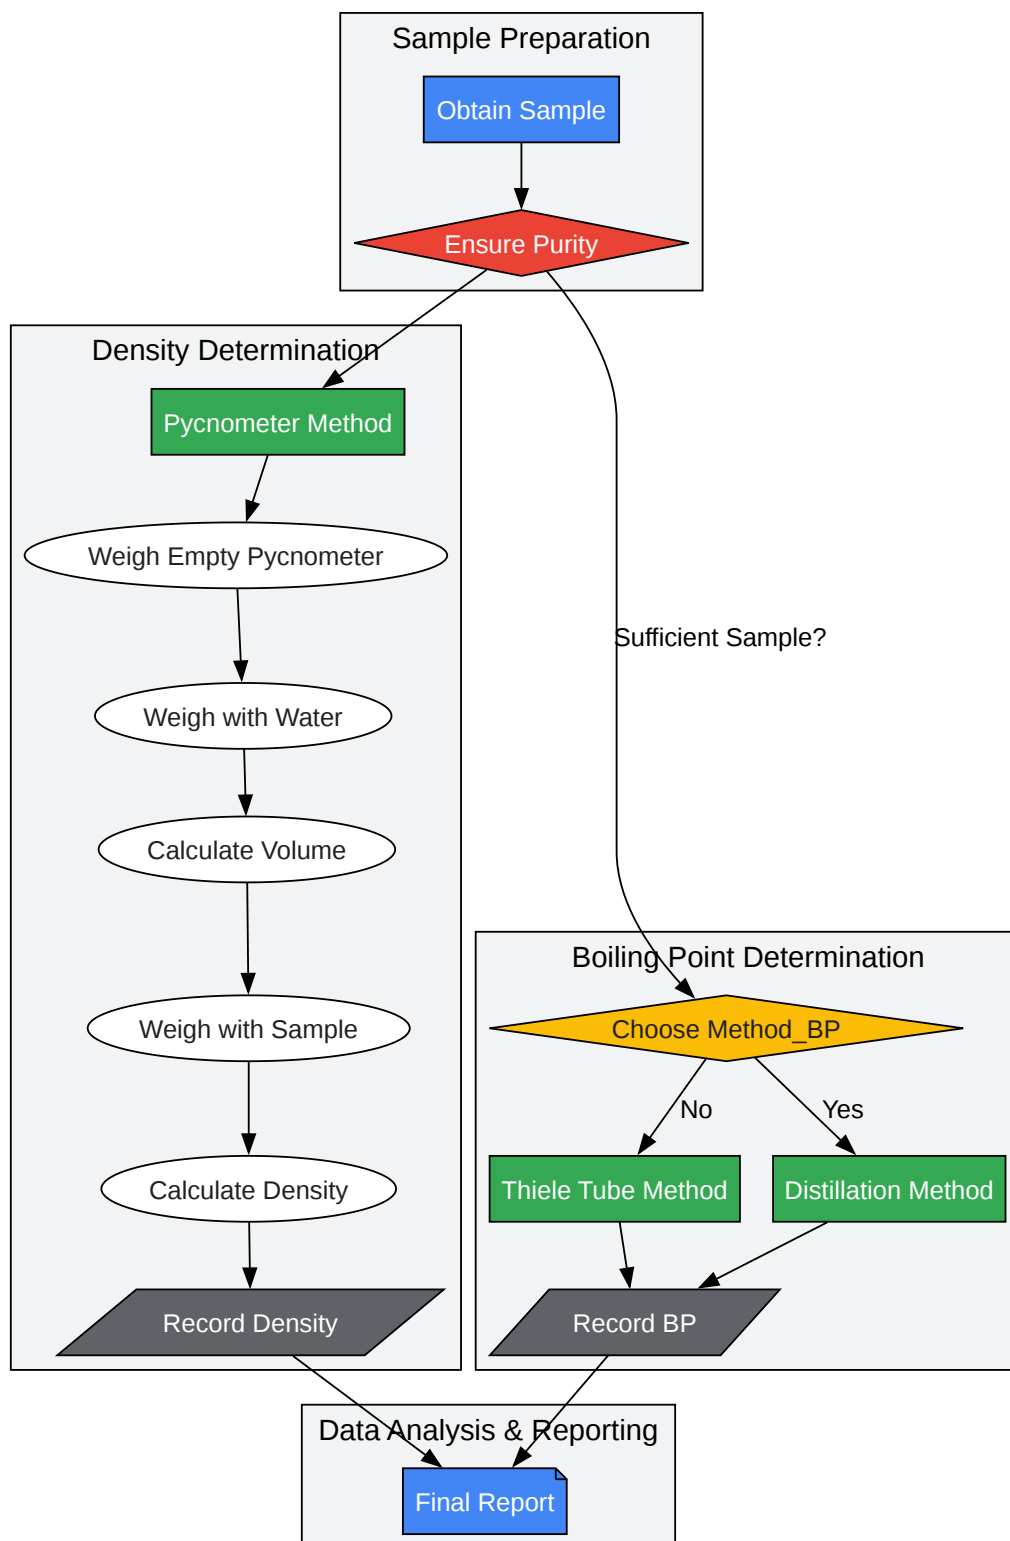 Sample Preparation
Obtain Sample
Ensure Purity
Density Determination
Pycnometer Method
Weigh Empty Pycnometer
Sufficient Sample?
Weigh with Water
Calculate Volume
Boiling Point Determination
Weigh with Sample
Choose Method_BP
No
Yes
Calculate Density
Thiele Tube Method
Distillation Method
Record Density
Record BP
Data Analysis & Reporting
Final Report